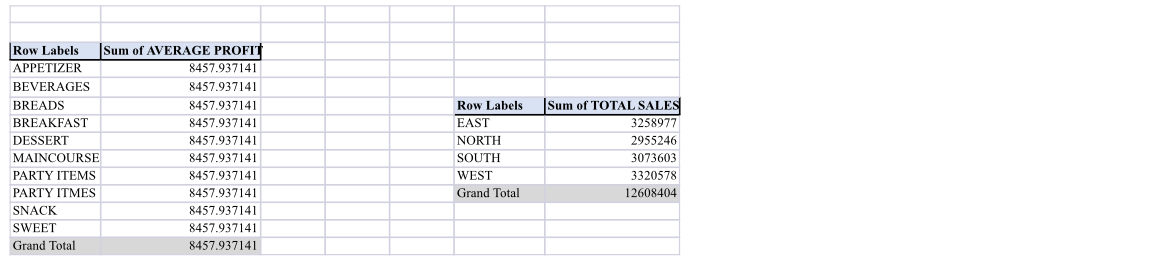 Row Labels Sum of AVERAGE PROFIT
APPETIZER 8457.937141
BEVERAGES 8457.937141
BREADS 8457.937141
BREAKFAST 8457.937141
DESSERT 8457.937141
MAINCOURSE 8457.937141
PARTY ITEMS 8457.937141
PARTY ITMES 8457.937141
SNACK 8457.937141
SWEET 8457.937141
Grand Total 8457.937141
Row Labels Sum of TOTAL SALES
EAST 3258977
NORTH 2955246
SOUTH 3073603
WEST 3320578
Grand Total 12608404